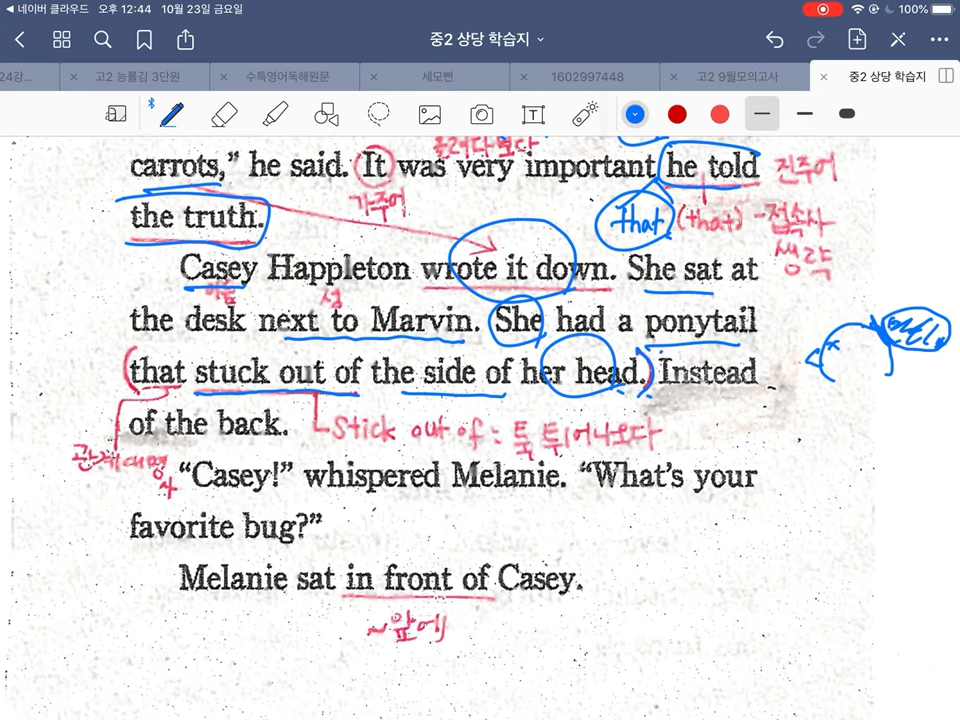 네이버 클라우드 오후 12:44 10월 23일 금요일 100%
중2 상당 학습지
24강... 고2 능률김 3단원 수특영어독해원문 세모삔 1602997448 고2 9월모의고사 중2 상당 학습지
carrots,” he said. It was very important he told 진주어
가주어
the truth. That (that) - 접속사
생략
Casey Happleton wrote it down. She sat at
이름 성
the desk next to Marvin. She had a ponytail
(that stuck out of the side of her head.) Instead
of the back. Stick out of : 툭 튀어나오다
관계대명사
“Casey!” whispered Melanie. “What’s your
favorite bug?”
Melanie sat in front of Casey.
~앞에